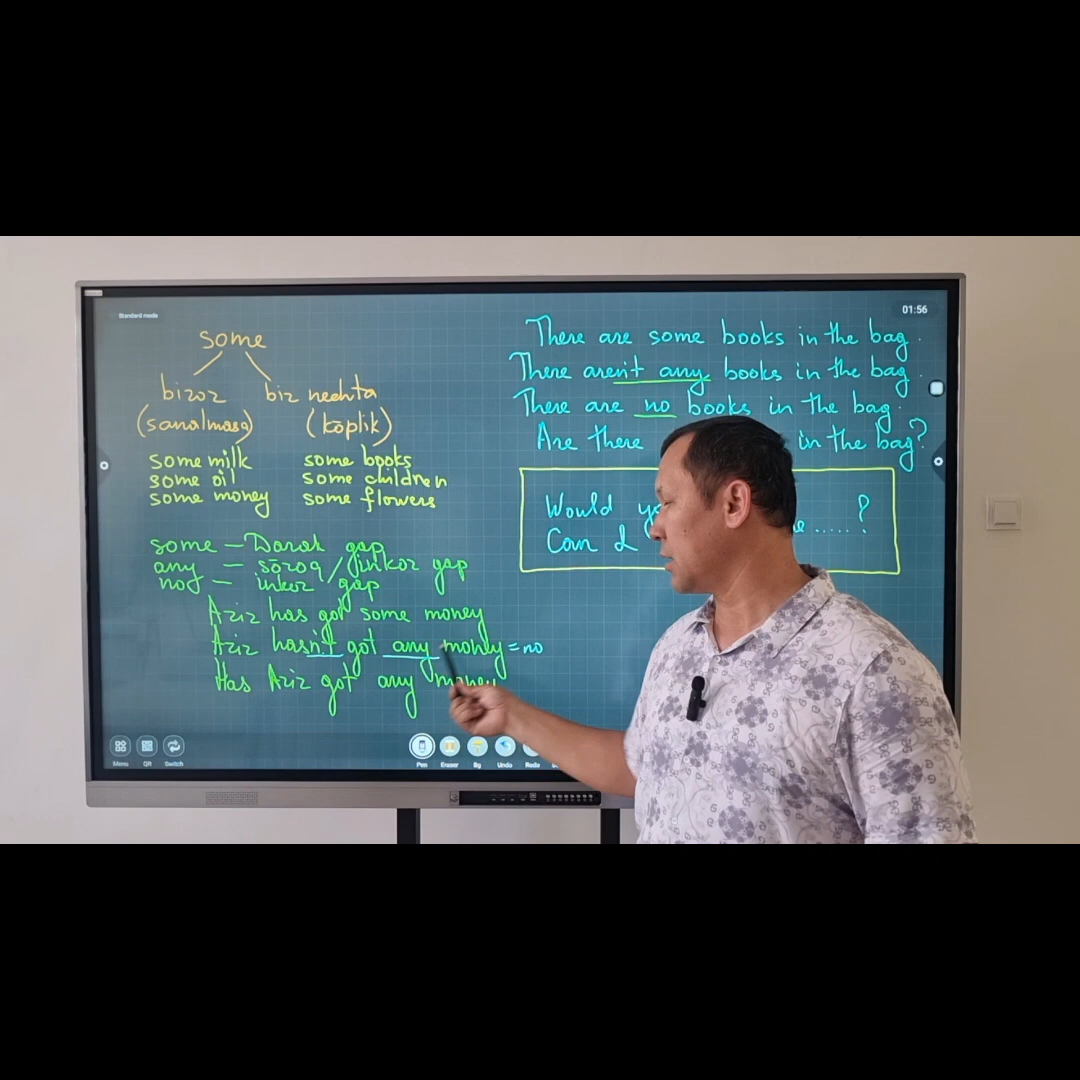 Standard mode
01:56
some
bizoz biz nechta
(sanalmasa) (koplik)
some milk some books
some oil some children
some money some flowers
some – Darak gap
any – sōroq / inkor gap
no – inkor gap
Aziz has got some money
Aziz hasn't got any money = no
Has Aziz got any money
There are some books in the bag.
There aren't any books in the bag.
There are no books in the bag.
Are there in the bag?
Would ..... ?
Can I
Menu QR Switch Pen Eraser Bg Undo Redo